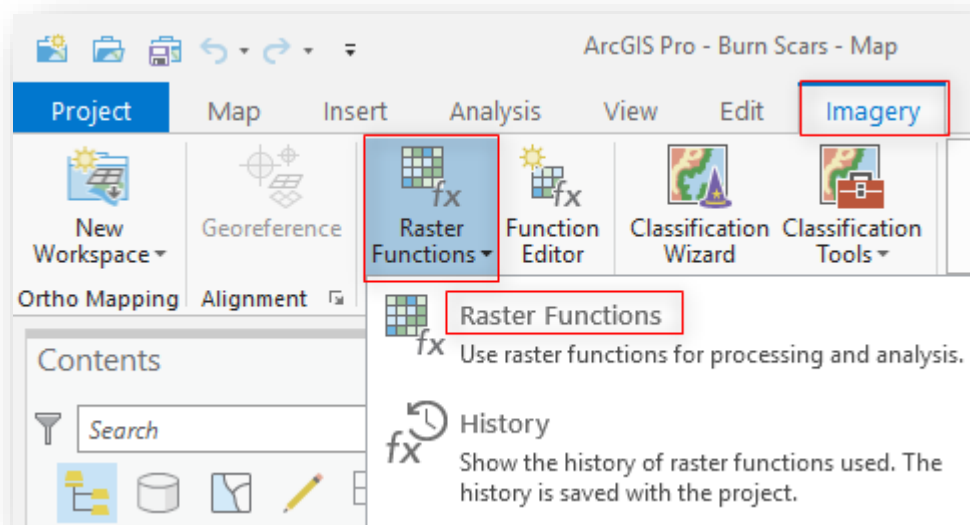 ArcGIS Pro - Burn Scars - Map
Project Map Insert Analysis View Edit Imagery
New Workspace
Georeference
Raster Functions
Function Editor
Classification Wizard
Classification Tools
Ortho Mapping Alignment
Raster Functions
Use raster functions for processing and analysis.
History
Show the history of raster functions used. The
history is saved with the project.
Contents
Search